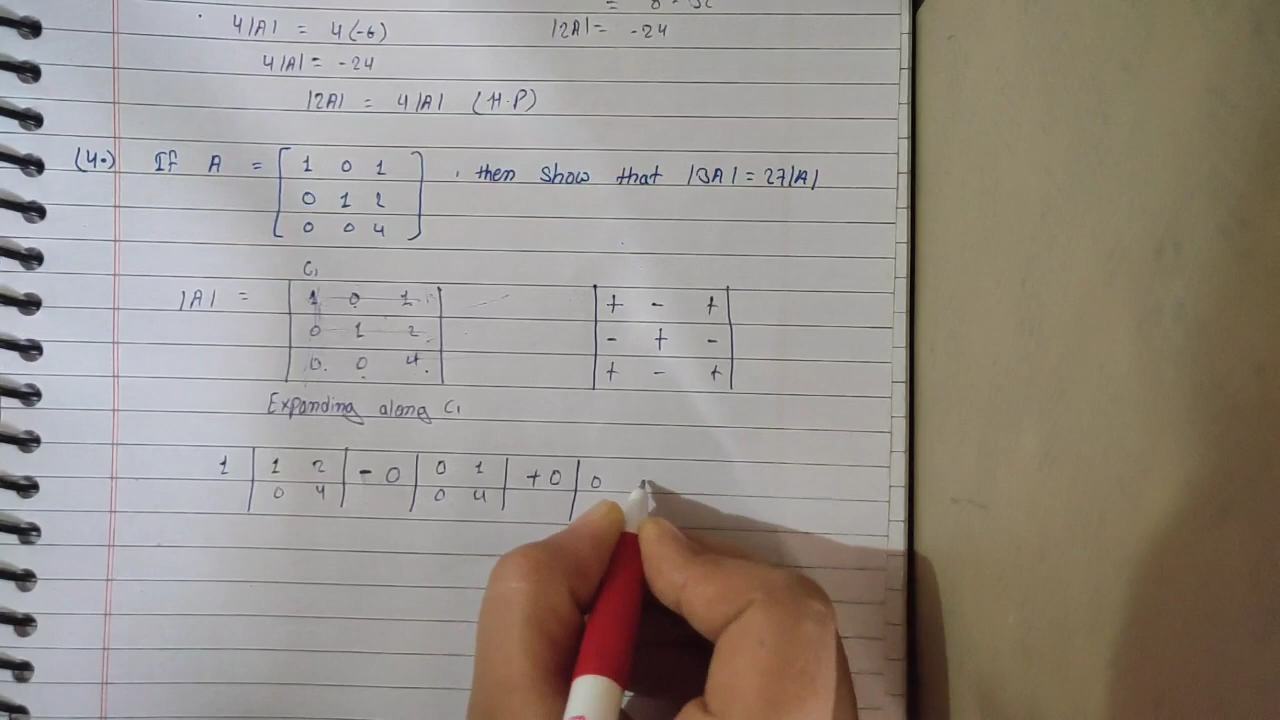 4|A| = 4(-6)
|2A| = -24
4|A| = -24
|2A| = 4|A| (H.P)
(4.) If A = [ 1 0 1 , then show that |3A| = 27|A|
0 1 2
0 0 4 ]
C₁
|A| = | 1 0 1 | | + - + |
| 0 1 2 | | - + - |
| 0 0 4 | | + - + |
Expanding along C₁
1 | 1 2 | - 0 | 0 1 | + 0 | 0
| 0 4 | | 0 4 |